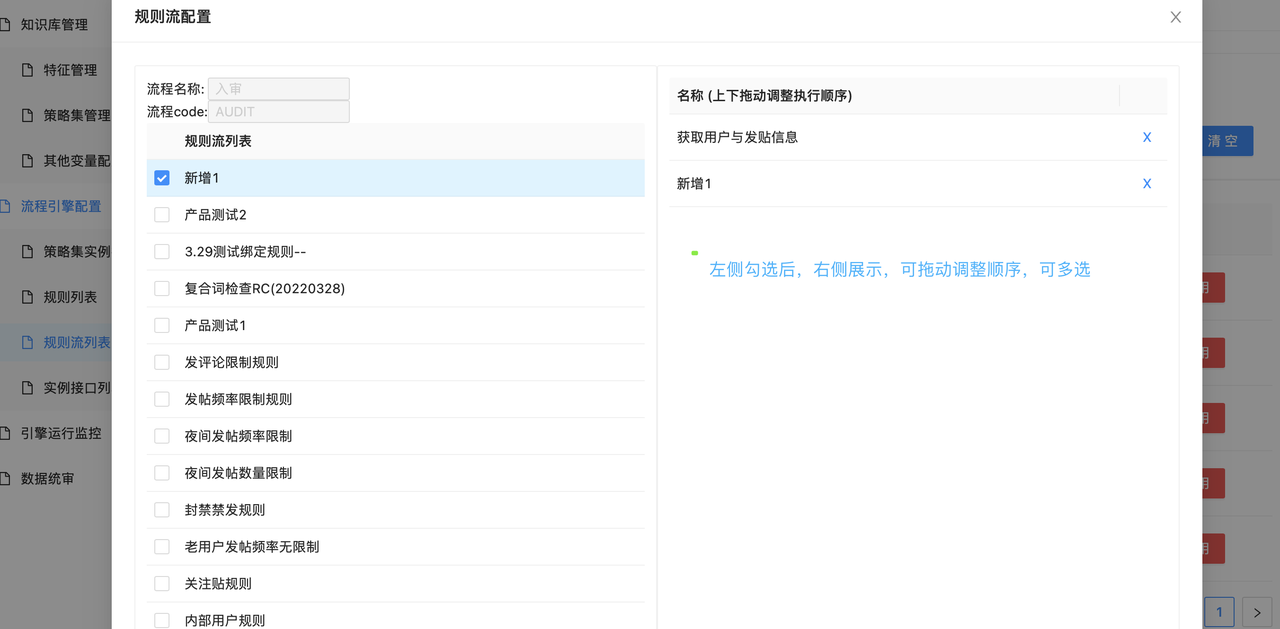 规则流配置
知识库管理
特征管理
策略集管理
其他变量配
流程引擎配置
策略集实例
规则列表
规则流列表
实例接口列
引擎运行监控
数据统审
流程名称: 入审
流程code: AUDIT
规则流列表
新增1
产品测试2
3.29测试绑定规则--
复合词检查RC(20220328)
产品测试1
发评论限制规则
发帖频率限制规则
夜间发帖频率限制
夜间发帖数量限制
封禁禁发规则
老用户发帖频率无限制
关注贴规则
内部用户规则
名称 (上下拖动调整执行顺序)
获取用户与发贴信息 X
新增1 X
左侧勾选后，右侧展示，可拖动调整顺序，可多选
清 空
1